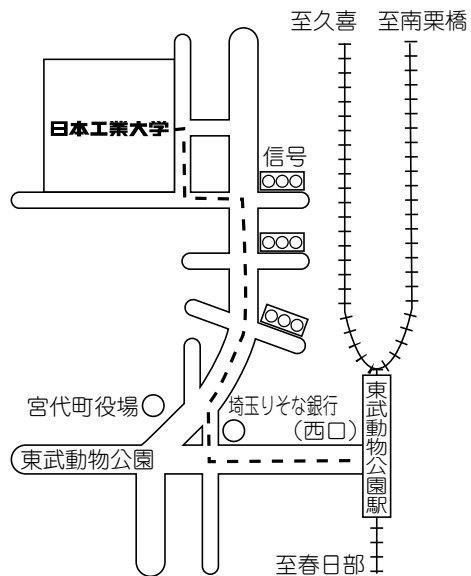 至久喜
至南栗橋
日本工業大学
信号
宮代町役場
埼玉りそな銀行
(西口)
東武動物公園
東武動物公園駅
至春日部